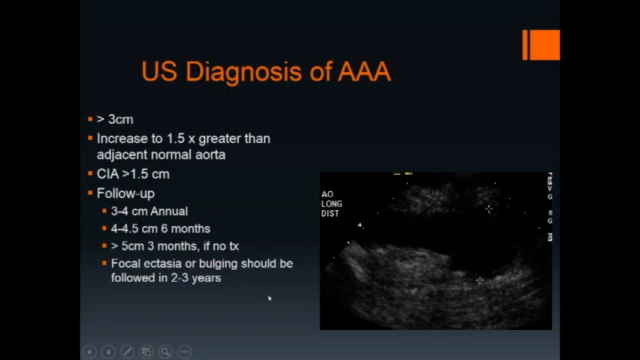 US Diagnosis of AAA
> 3cm
Increase to 1.5 x greater than
adjacent normal aorta
CIA >1.5 cm
Follow-up
3-4 cm Annual
4-4.5 cm 6 months
> 5cm 3 months, if no tx
Focal ectasia or bulging should be
followed in 2-3 years
AO
LONG
DIST